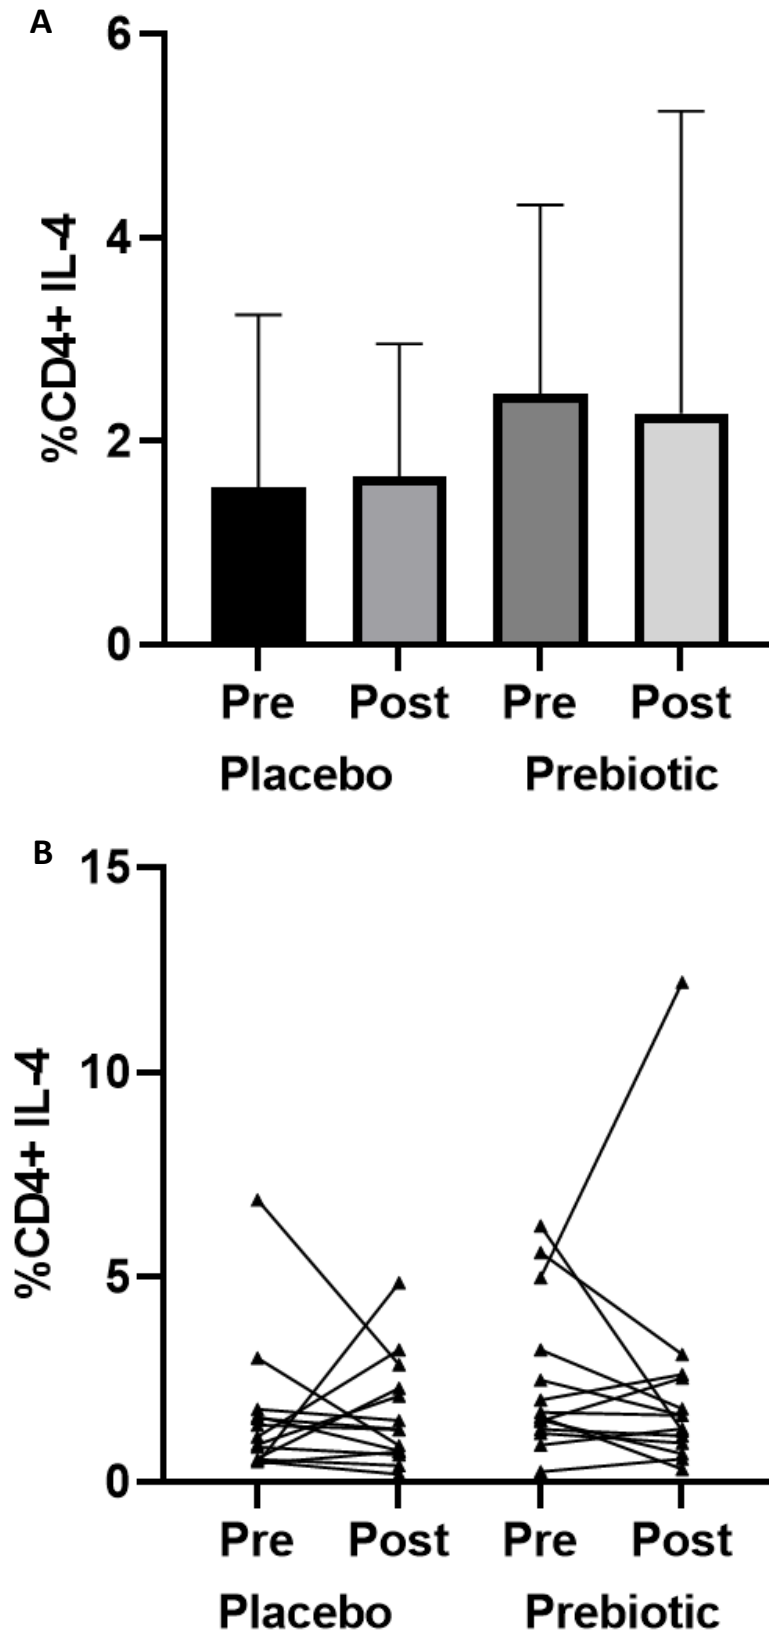 A
6
4
2
0
%CD4+ IL-4
Pre Post Pre Post
Placebo Prebiotic
B
15
10
5
0
%CD4+ IL-4
Pre Post Pre Post
Placebo Prebiotic